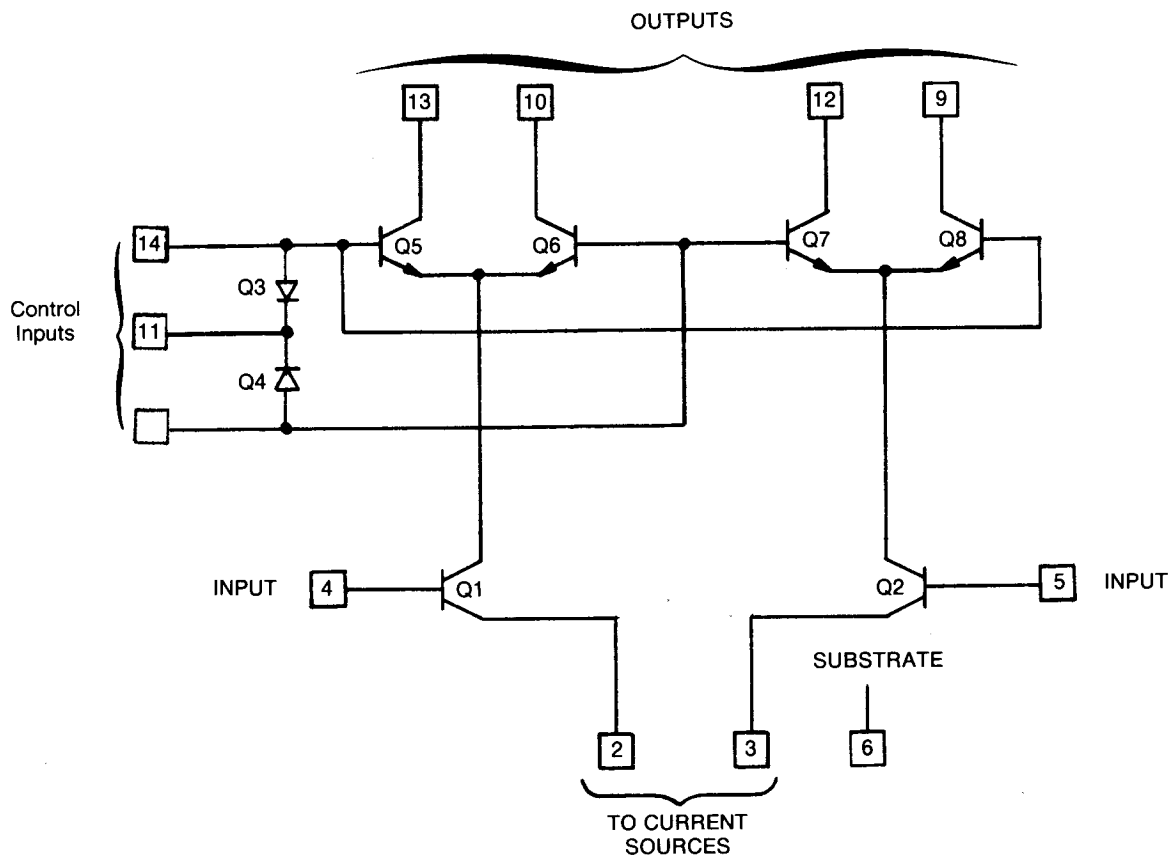 OUTPUTS
13 10 12 9
14
Q5 Q6 Q7 Q8
Q3
Control
Inputs
11
Q4
INPUT 4 Q1 Q2 5 INPUT
SUBSTRATE
2 3 6
TO CURRENT
SOURCES